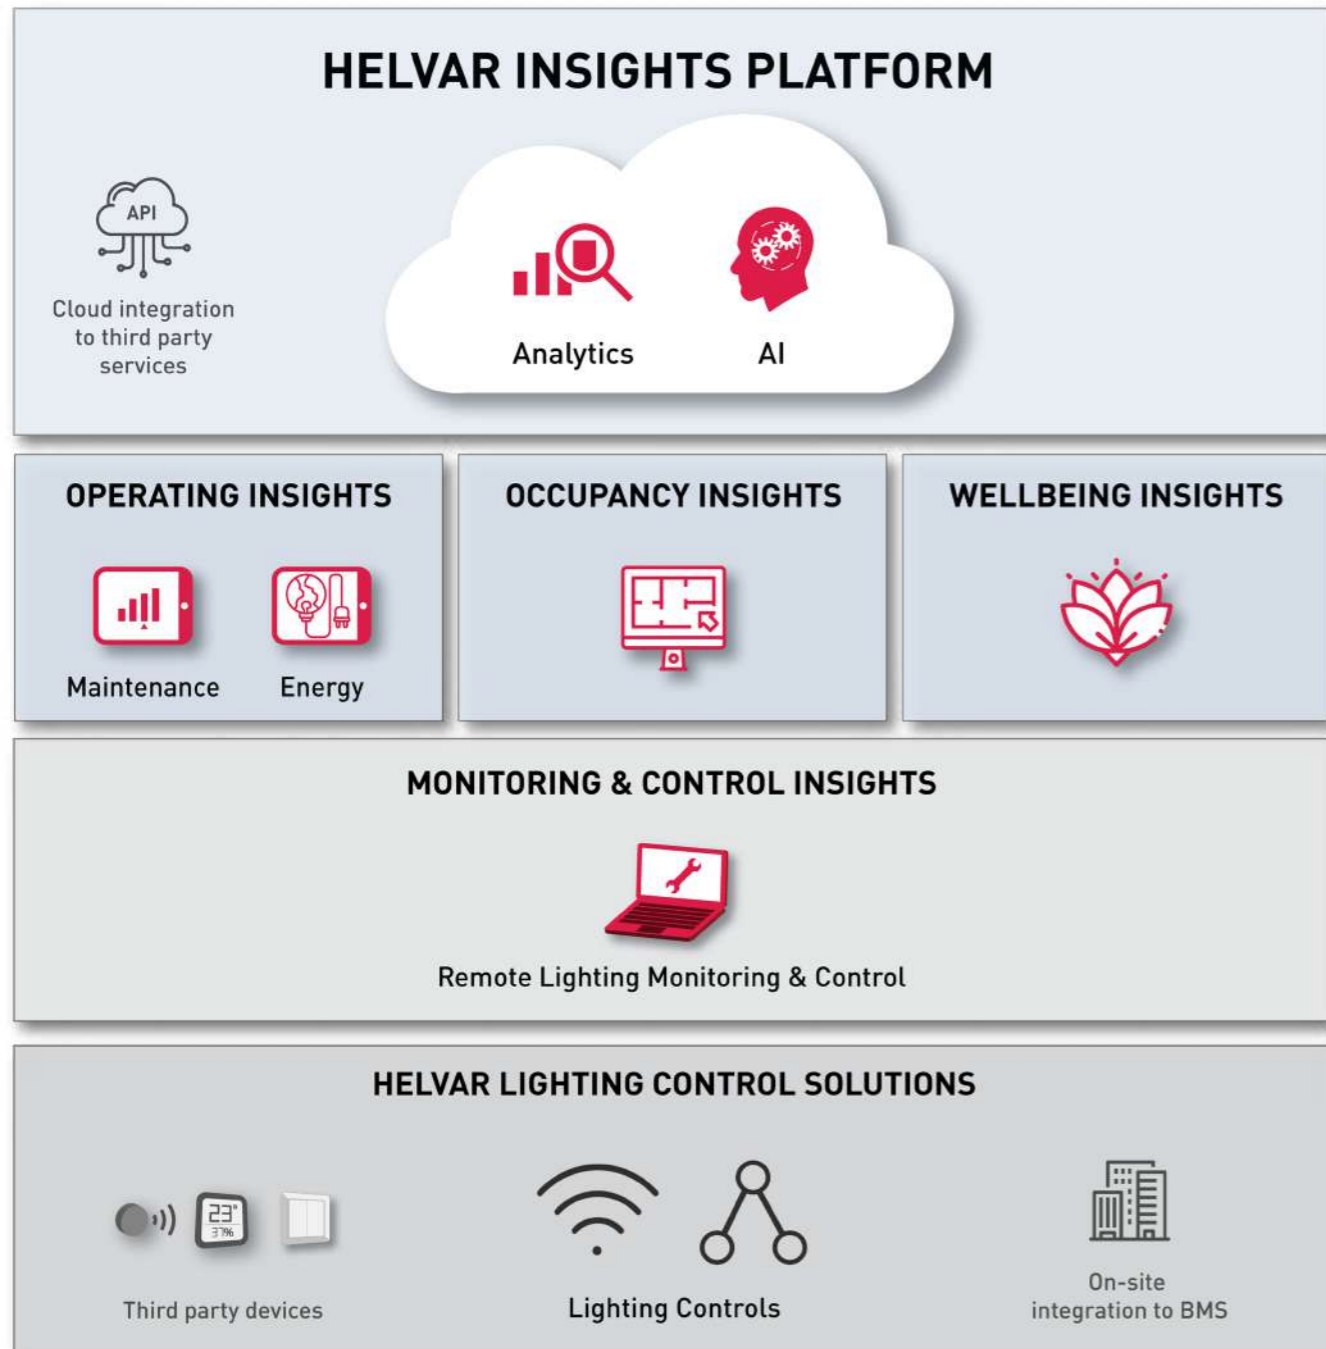 HELVAR INSIGHTS PLATFORM
API
Cloud integration
to third party
services
Analytics
AI
OPERATING INSIGHTS
Maintenance
Energy
OCCUPANCY INSIGHTS
WELLBEING INSIGHTS
MONITORING & CONTROL INSIGHTS
Remote Lighting Monitoring & Control
HELVAR LIGHTING CONTROL SOLUTIONS
23°
37%
Third party devices
Lighting Controls
On-site
integration to BMS